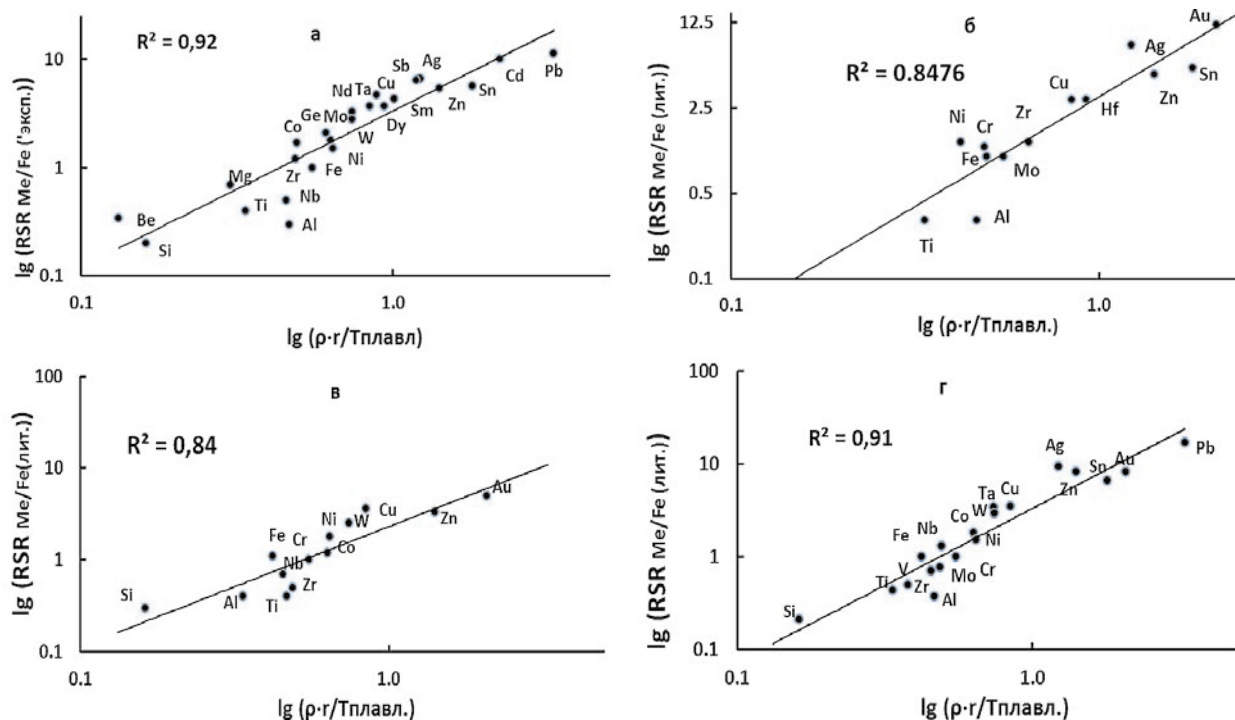 R² = 0,92
а
lg (RSR Me/Fe ('эксп.))
10
1
0.1
0.1
1.0
lg (ρ·r/Tплавл)
Be
Si
Mg
Ti
Co
Zr
Nb
Al
Ge
Fe
Mo
Ni
Nd
W
Ta
Cu
Dy
Sm
Sb
Ag
Zn
Sn
Cd
Pb
б
R² = 0.8476
lg (RSR Me/Fe (лит.))
12.5
2.5
0.5
0.1
0.1
1.0
lg (ρ·r/Tплавл.)
Ti
Al
Ni
Cr
Fe
Mo
Zr
Cu
Hf
Ag
Zn
Sn
Au
в
R² = 0,84
lg (RSR Me/Fe(лит.))
100
10
1
0.1
0.1
1.0
lg (ρ·r/Tплавл.)
Si
Al
Fe
Nb
Ti
Zr
Cr
Ni
Co
W
Cu
Zn
Au
г
R² = 0,91
lg (RSR Me/Fe (лит.))
100
10
1
0.1
0.1
1.0
lg (ρ·r/Tплавл.)
Si
Ti
V
Fe
Zr
Nb
Al
Mo
Cr
Co
Ni
W
Ta
Cu
Ag
Zn
Sn
Au
Pb